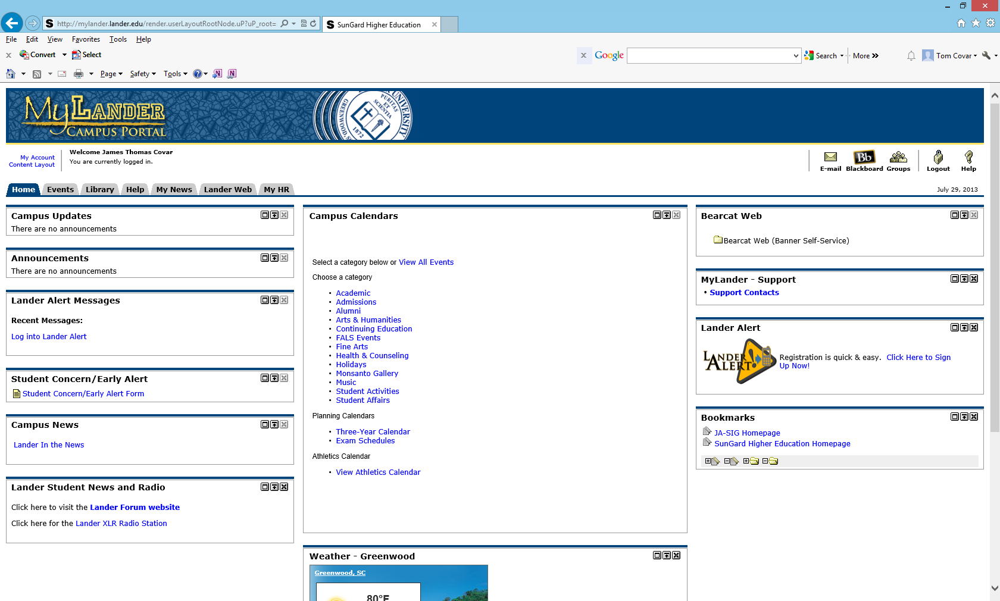 http://mylander.lander.edu/render.userLayoutRootNode.uP?uP_root=
SunGard Higher Education
File Edit View Favorites Tools Help
Convert Select
Google Search More » Tom Covar
Page Safety Tools
MyLander
Campus Portal
UNIVERSITY
PURITAS
ET
SCIENTIA
GREENWOOD, S
1872
My Account
Content Layout
Welcome James Thomas Covar
You are currently logged in.
E-mail Blackboard Groups Logout Help
Bb
Home Events Library Help My News Lander Web My HR
July 29, 2013
Campus Updates
There are no announcements
Announcements
There are no announcements
Lander Alert Messages
Recent Messages:
Log into Lander Alert
Student Concern/Early Alert
Student Concern/Early Alert Form
Campus News
Lander In the News
Lander Student News and Radio
Click here to visit the Lander Forum website
Click here for the Lander XLR Radio Station
Campus Calendars
Select a category below or View All Events
Choose a category
• Academic
• Admissions
• Alumni
• Arts & Humanities
• Continuing Education
• FALS Events
• Fine Arts
• Health & Counseling
• Holidays
• Monsanto Gallery
• Music
• Student Activities
• Student Affairs
Planning Calendars
• Three-Year Calendar
• Exam Schedules
Athletics Calendar
• View Athletics Calendar
Weather - Greenwood
Greenwood, SC
80°F
Bearcat Web
Bearcat Web (Banner Self-Service)
MyLander - Support
• Support Contacts
Lander Alert
LANDER
ALERT!
Registration is quick & easy. Click Here to Sign
Up Now!
Bookmarks
JA-SIG Homepage
SunGard Higher Education Homepage